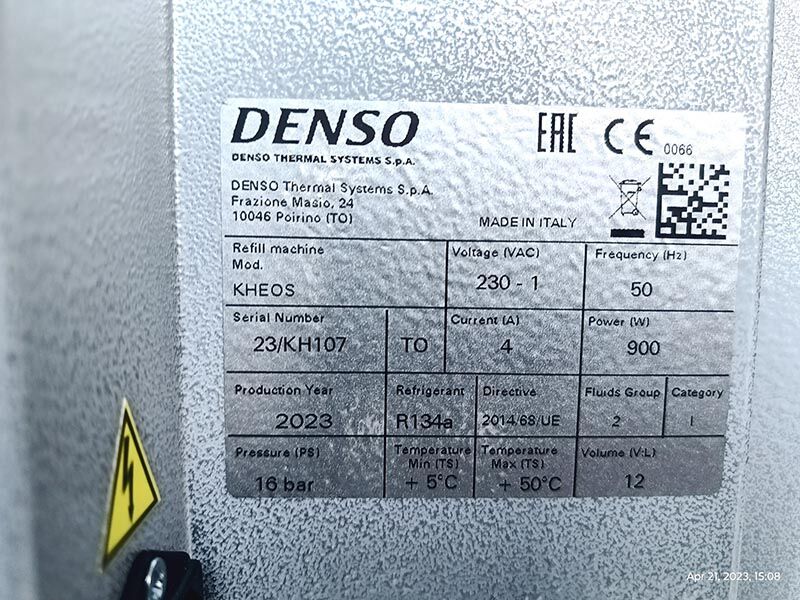 DENSO
DENSO THERMAL SYSTEMS S.p.A.
EAC CE 0066
DENSO Thermal Systems S.p.A.
Frazione Masio, 24
10046 Poirino (TO)
MADE IN ITALY
Refill machine
Mod.
KHEOS
Voltage (VAC)
230 - 1
Frequency (Hz)
50
Serial Number
23/KH107
TO
Current (A)
4
Power (W)
900
Production Year
2023
Refrigerant
R134a
Directive
2014/68/UE
Fluids Group
2
Category
I
Pressure (PS)
16 bar
Temperature
Min (TS)
+ 5°C
Temperature
Max (TS)
+ 50°C
Volume (V:L)
12
Apr 21, 2023, 15:08